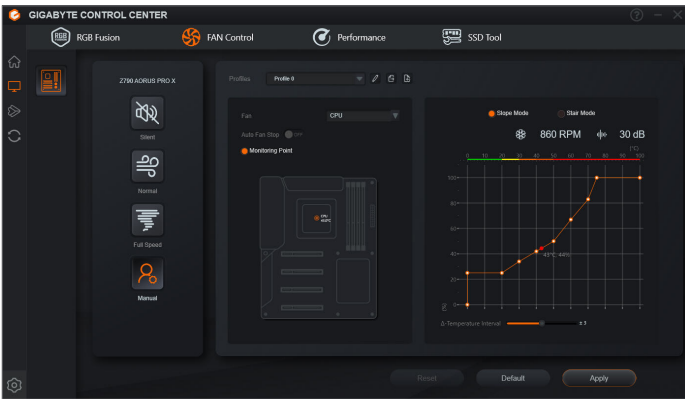 GIGABYTE CONTROL CENTER
RGB
RGB Fusion
FAN Control
Performance
SSD Tool
Z790 AORUS PRO X
Silent
Normal
Full Speed
Manual
Profiles
Profile 0
Fan
CPU
Auto Fan Stop
OFF
Monitoring Point
CPU
Slope Mode
Stair Mode
860 RPM
30 dB
(°C)
0 10 20 30 40 50 60 70 80 90 100
100
80
60
40
20
0
(%)
43°C, 44%
Δ-Temperature Interval
± 3
Reset
Default
Apply